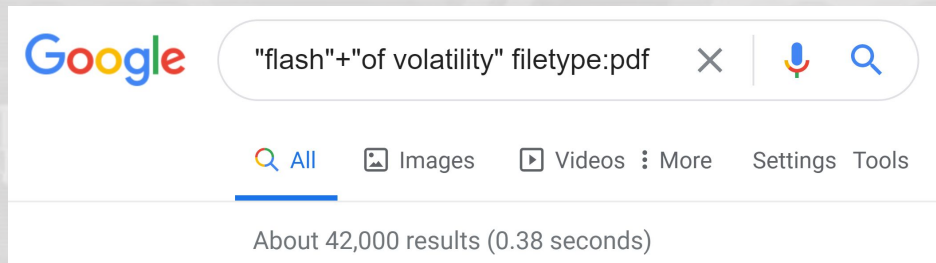 Google "flash"+"of volatility" filetype:pdf
All Images Videos More Settings Tools
About 42,000 results (0.38 seconds)